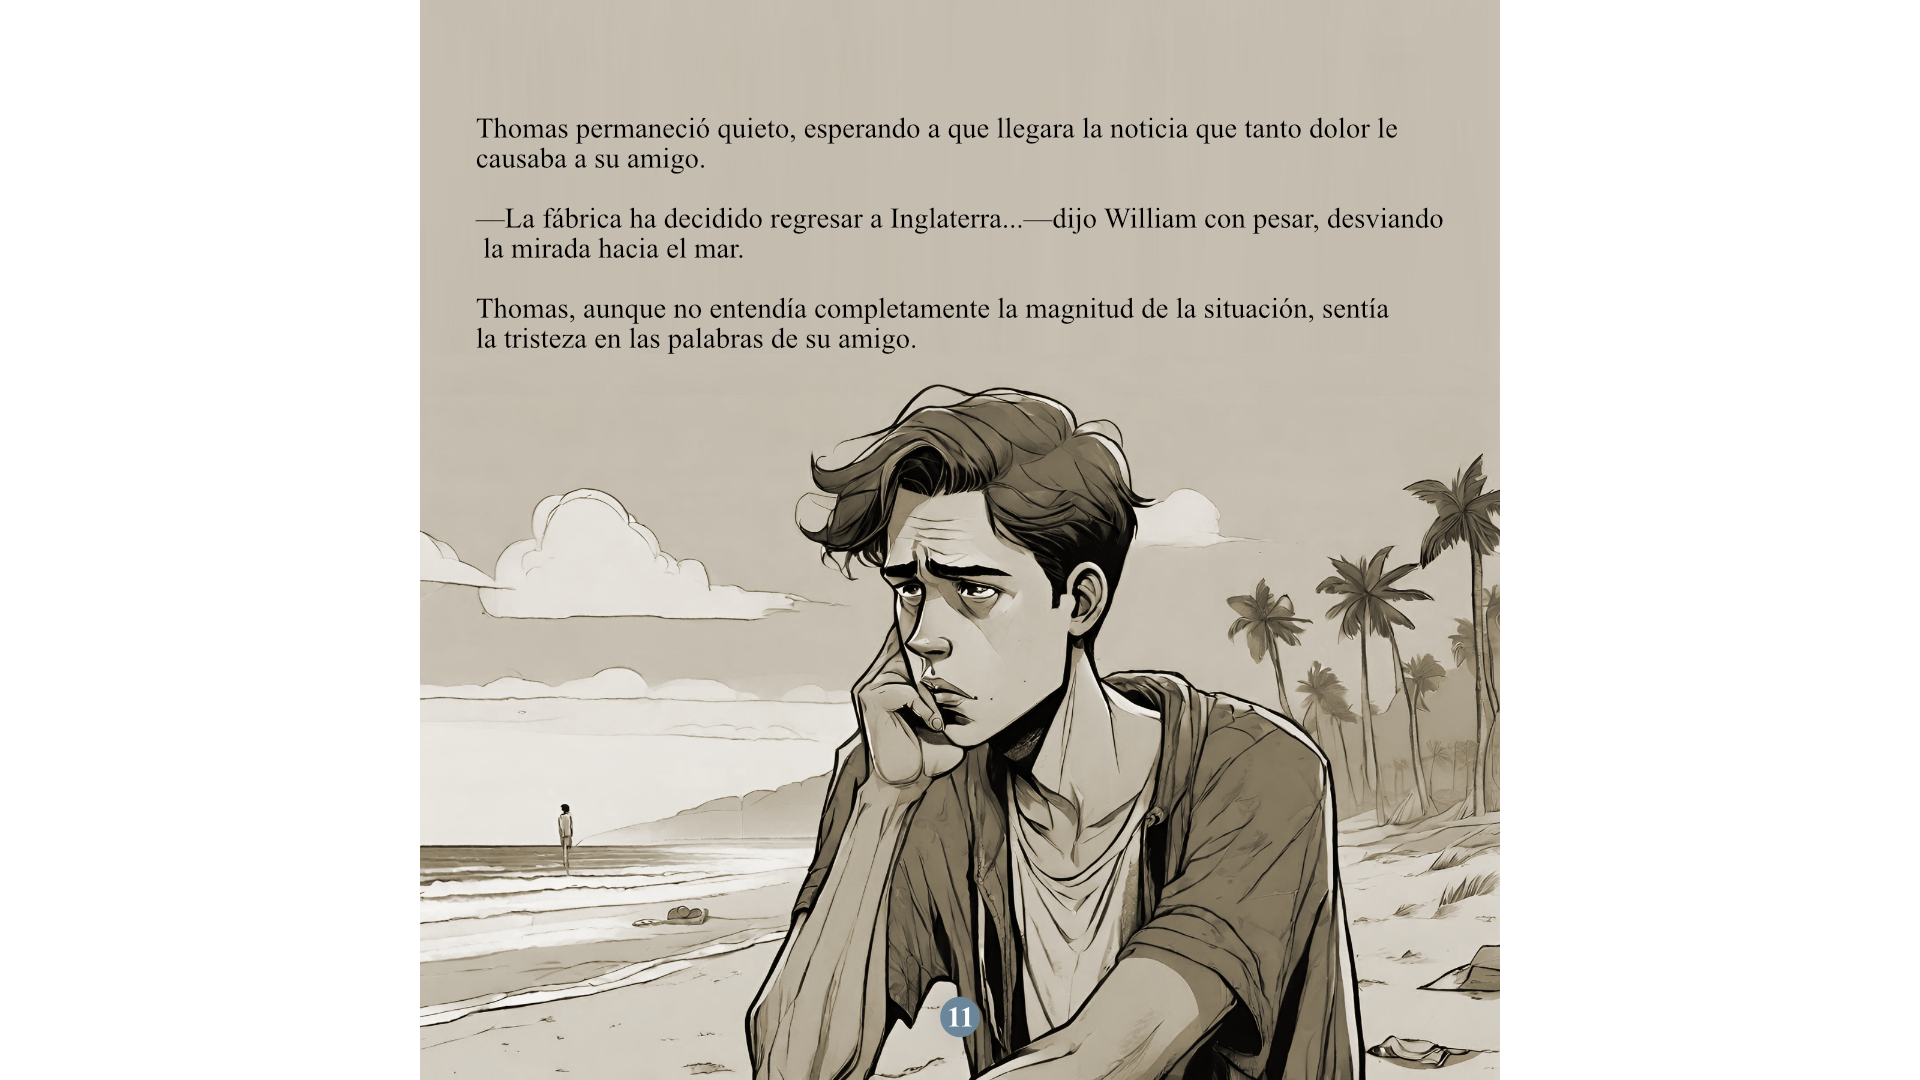 Thomas permaneció quieto, esperando a que llegara la noticia que tanto dolor le
causaba a su amigo.
—La fábrica ha decidido regresar a Inglaterra...—dijo William con pesar, desviando
la mirada hacia el mar.
Thomas, aunque no entendía completamente la magnitud de la situación, sentía
la tristeza en las palabras de su amigo.
11